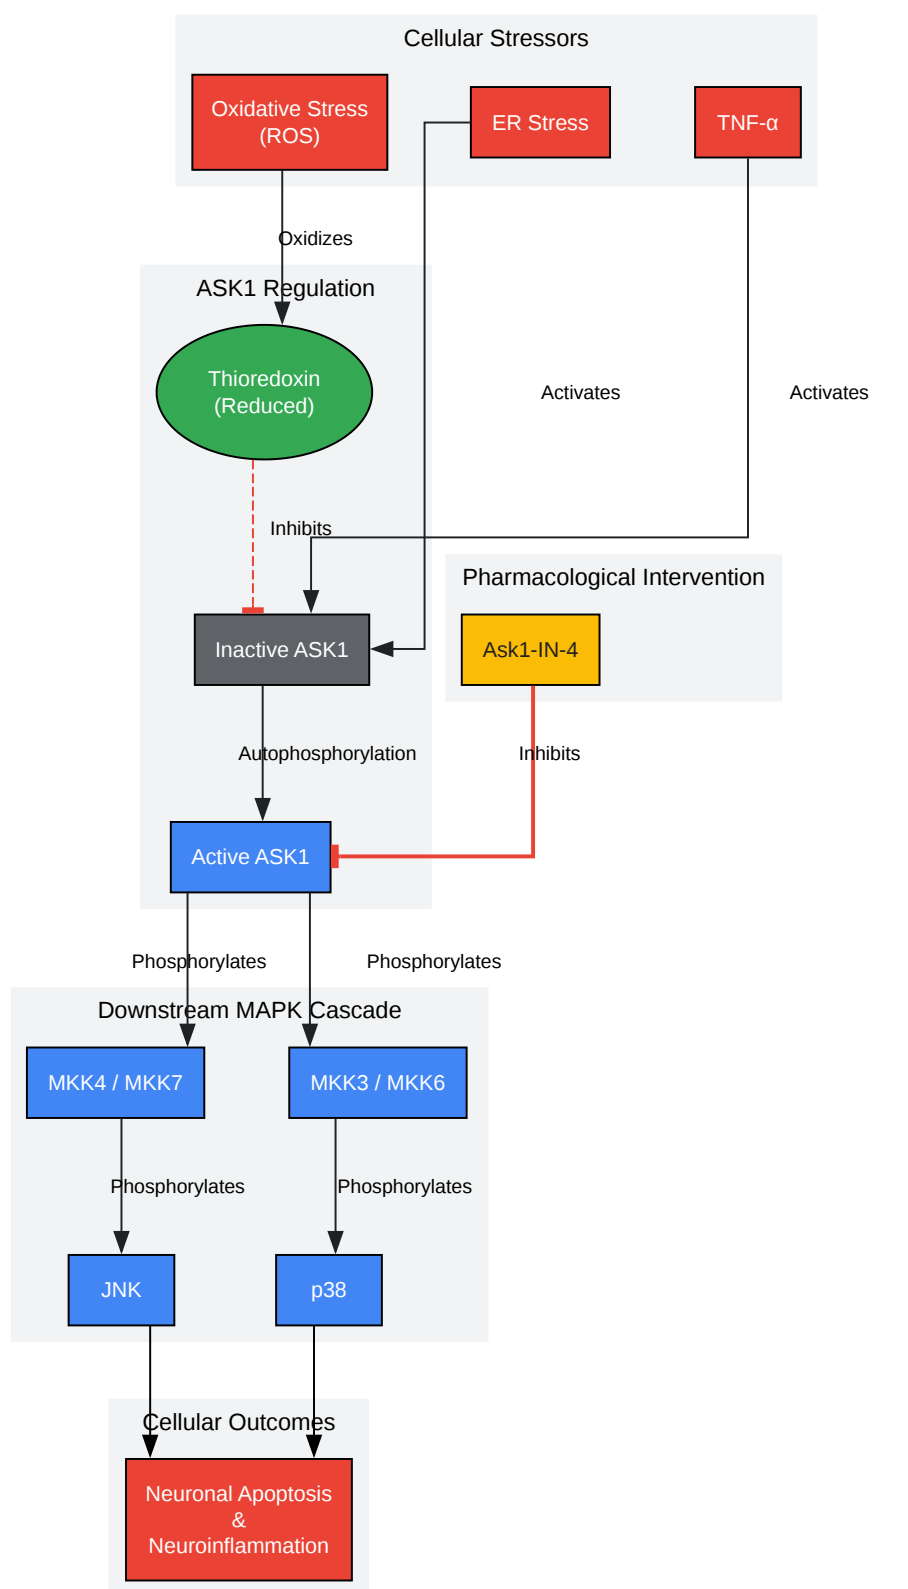 Cellular Stressors
Oxidative Stress
(ROS)
ER Stress
TNF-α
Oxidizes
ASK1 Regulation
Thioredoxin
(Reduced)
Activates
Activates
Inhibits
Pharmacological Intervention
Inactive ASK1
Ask1-IN-4
Autophosphorylation
Inhibits
Active ASK1
Phosphorylates
Phosphorylates
Downstream MAPK Cascade
MKK4 / MKK7
MKK3 / MKK6
Phosphorylates
Phosphorylates
JNK
p38
Cellular Outcomes
Neuronal Apoptosis
&
Neuroinflammation